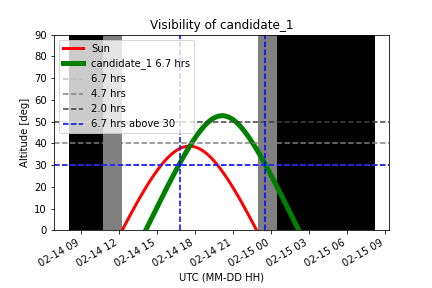 Visibility of candidate_1
90
80
70
60
50
40
30
20
10
0
Altitude [deg]
Sun
candidate_1 6.7 hrs
6.7 hrs
4.7 hrs
2.0 hrs
6.7 hrs above 30
02-14 09
02-14 12
02-14 15
02-14 18
02-14 21
02-15 00
02-15 03
02-15 06
02-15 09
UTC (MM-DD HH)